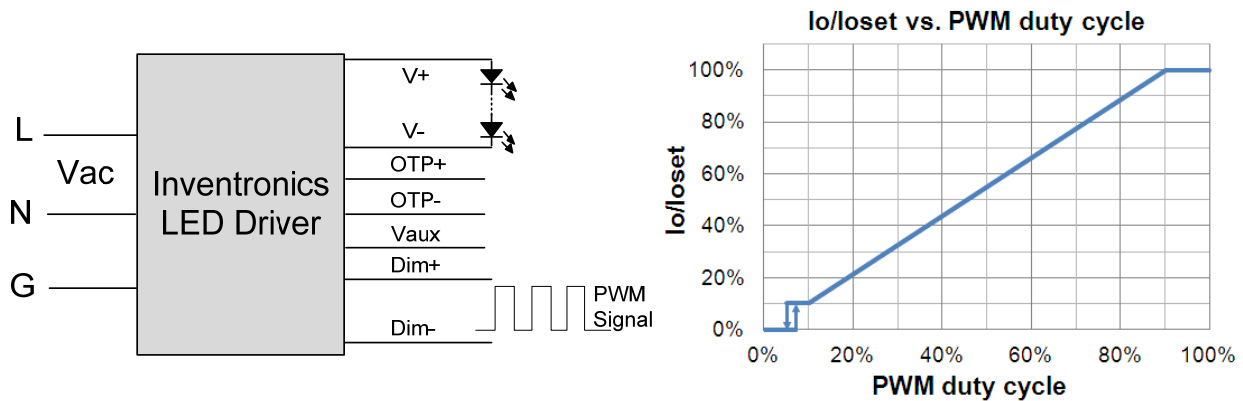 L
Vac
N
G
Inventronics
LED Driver
V+
V-
OTP+
OTP-
Vaux
Dim+
Dim-
PWM
Signal
Io/Ioset vs. PWM duty cycle
Io/Ioset
100%
80%
60%
40%
20%
0%
0% 20% 40% 60% 80% 100%
PWM duty cycle